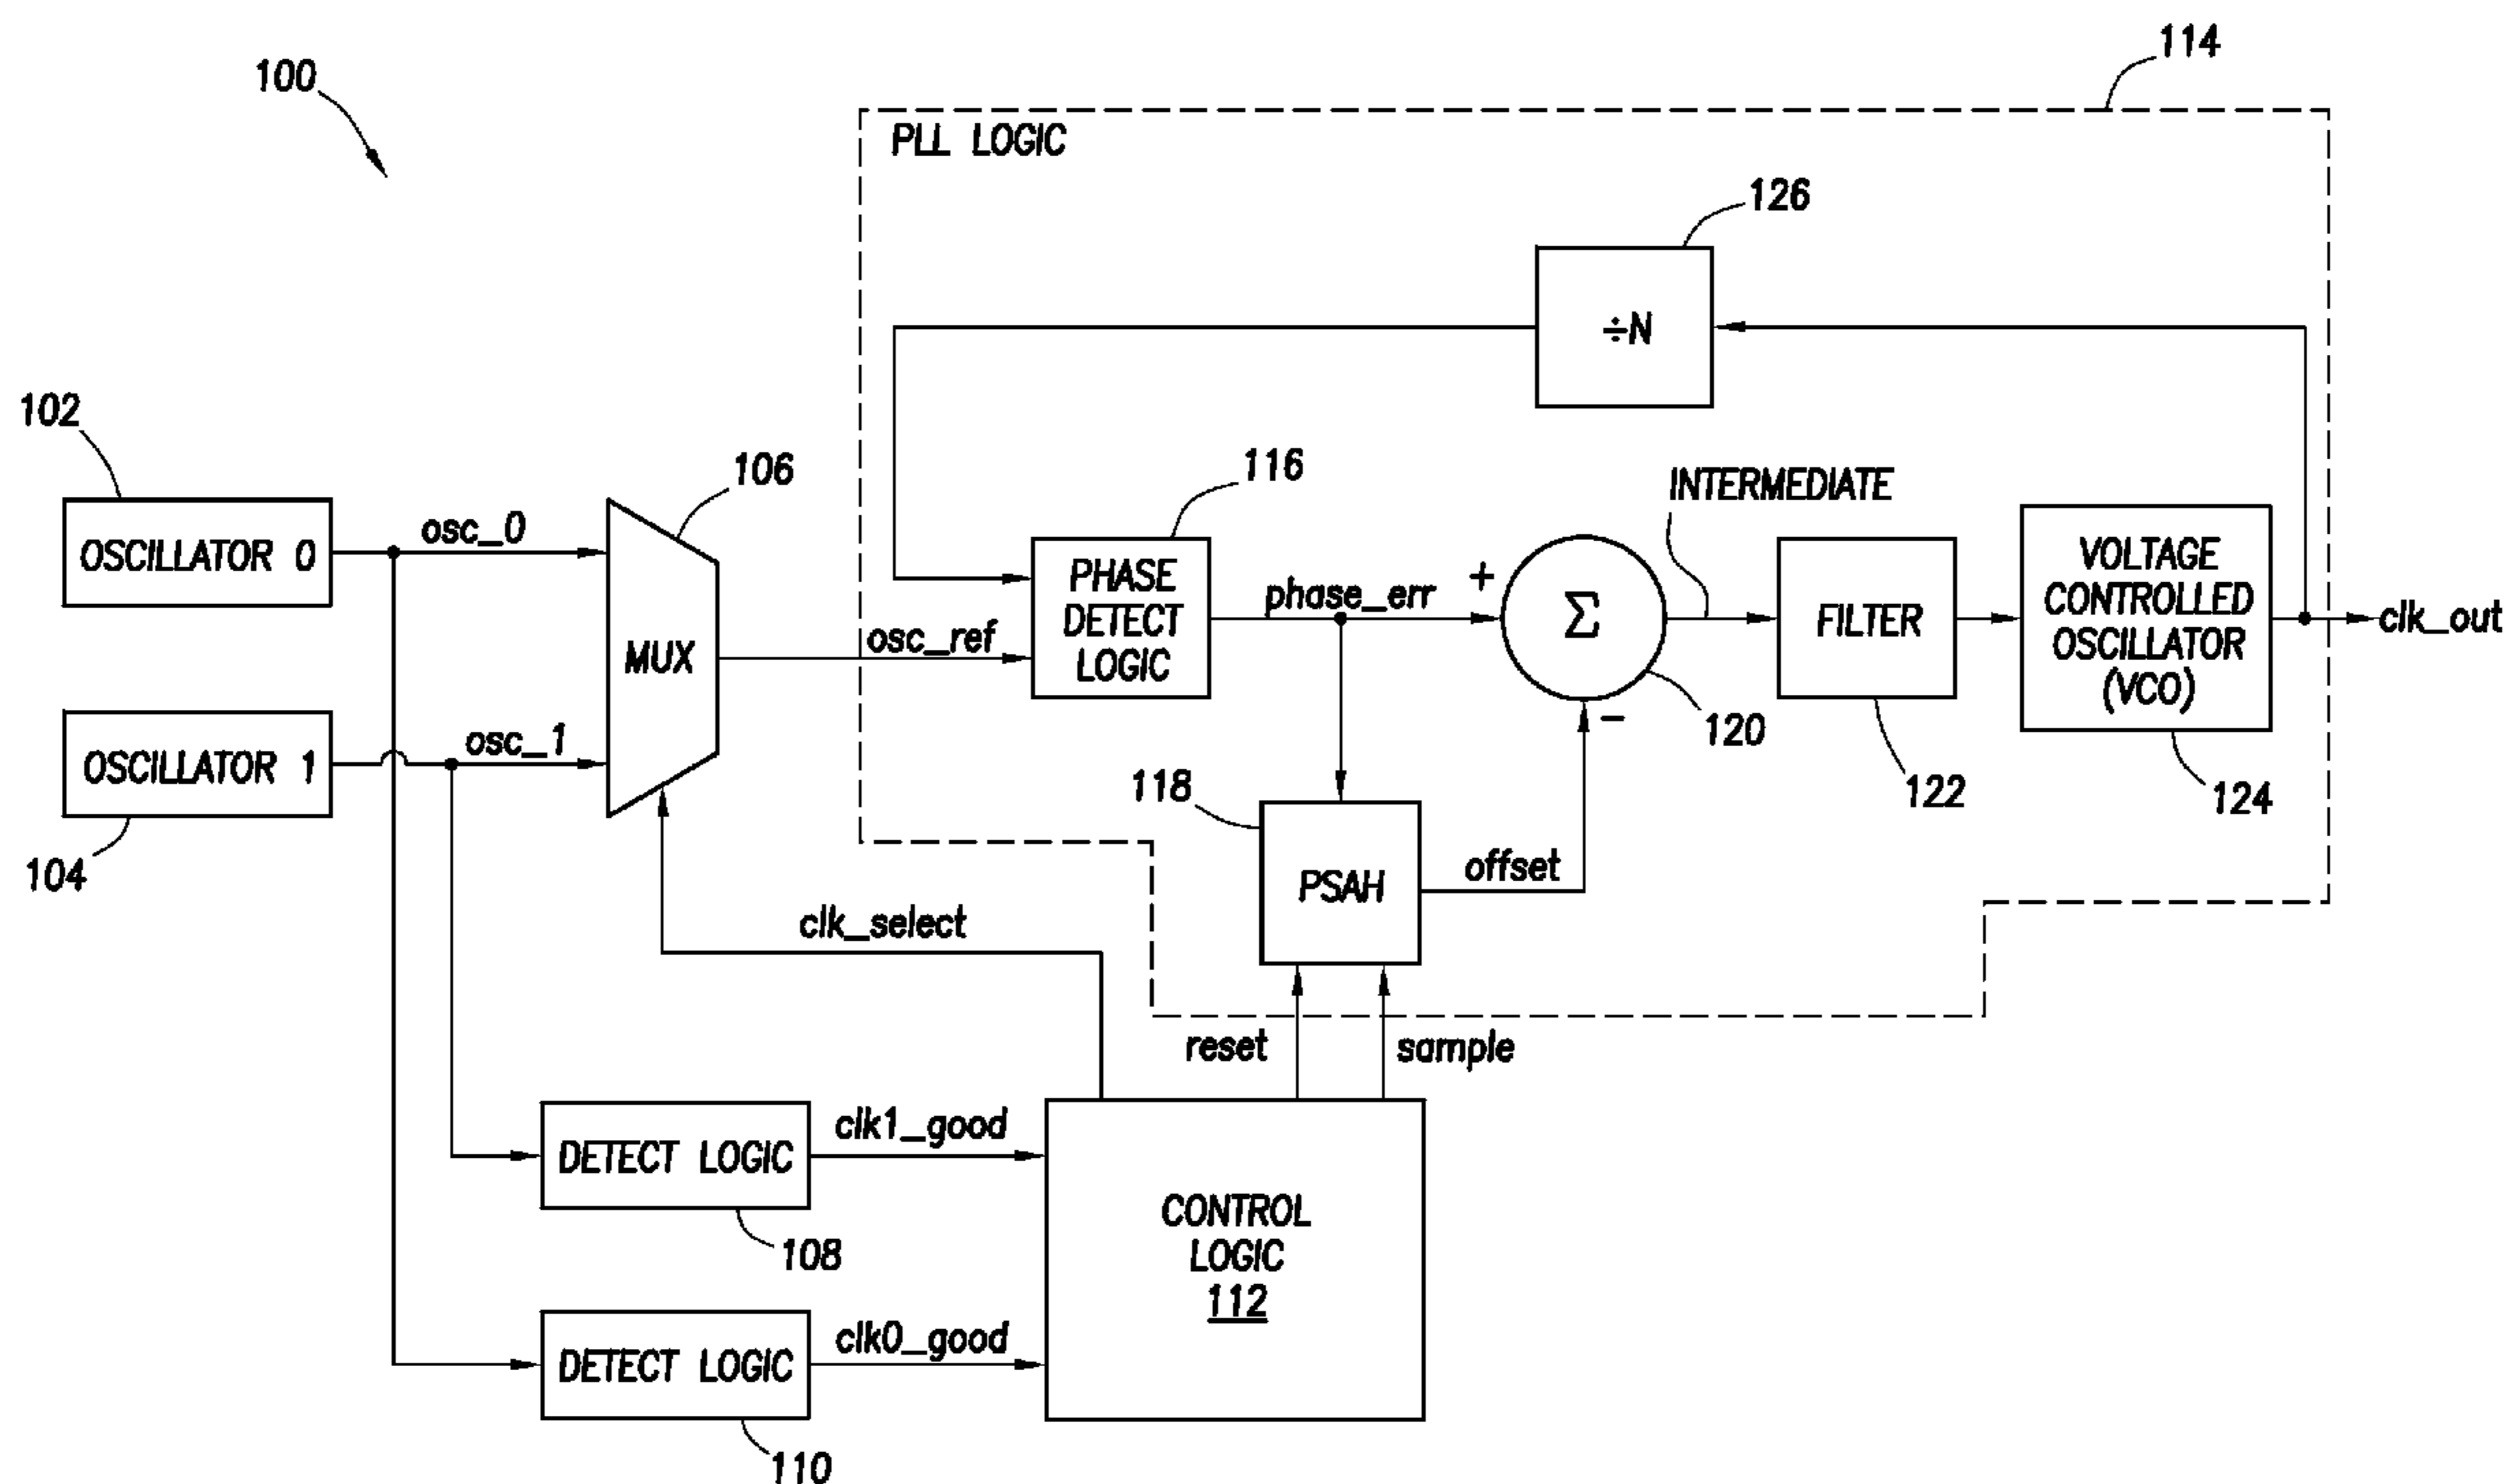 114
100
PLL LOGIC
126
÷N
102
106
116
INTERMEDIATE
OSCILLATOR 0
osc_0
MUX
osc_ref
PHASE
DETECT
LOGIC
phase_err
+
Σ
−
120
FILTER
122
VOLTAGE
CONTROLLED
OSCILLATOR
(VCO)
124
clk_out
OSCILLATOR 1
osc_1
104
118
PSAH
offset
clk_select
reset
sample
DETECT LOGIC
clk1_good
108
CONTROL
LOGIC
112
DETECT LOGIC
clk0_good
110